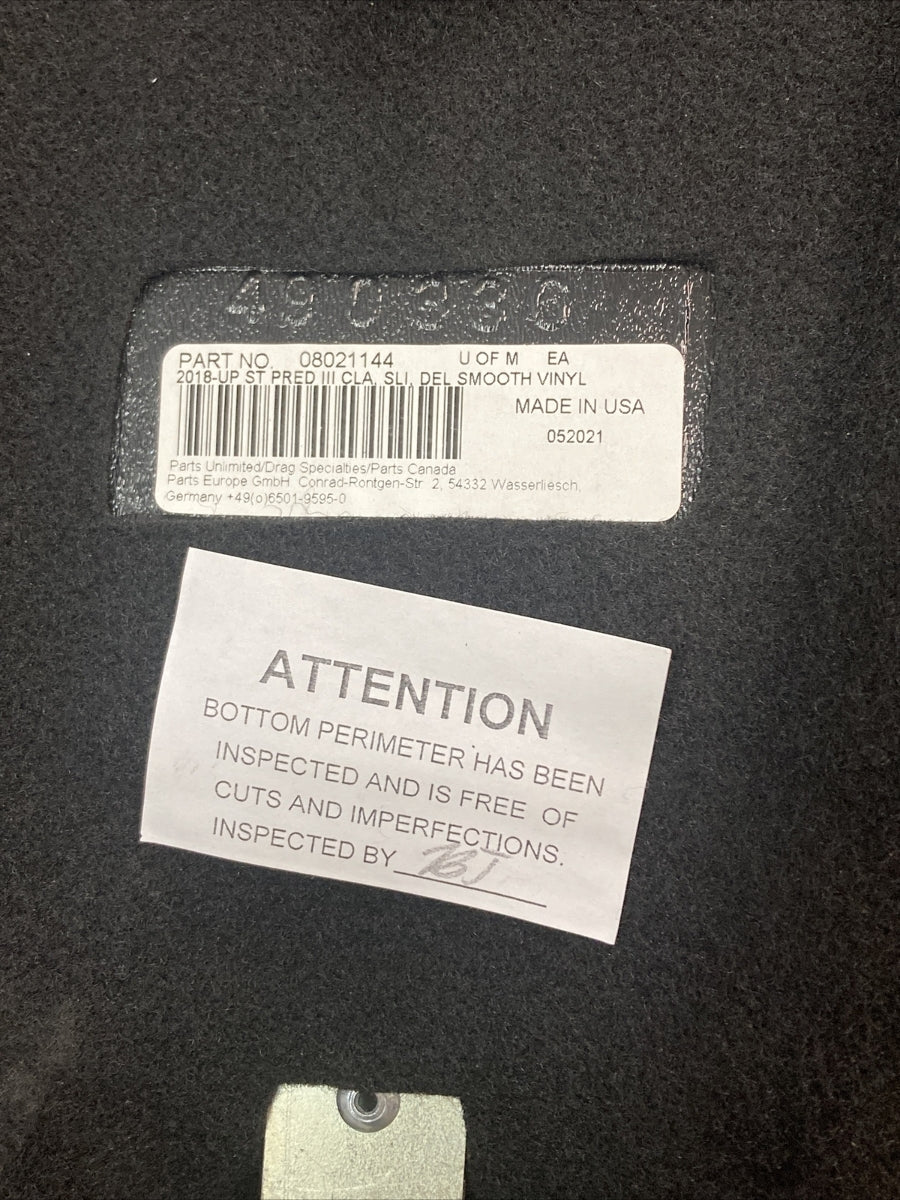 490336
PART NO. 08021144 U OF M EA
2018-UP ST PRED III CLA, SLI, DEL SMOOTH VINYL
MADE IN USA
052021
Parts Unlimited/Drag Specialties/Parts Canada
Parts Europe GmbH Conrad-Rontgen-Str 2, 54332 Wasserliesch,
Germany +49(o)6501-9595-0
ATTENTION
BOTTOM PERIMETER HAS BEEN
INSPECTED AND IS FREE OF
CUTS AND IMPERFECTIONS.
INSPECTED BY